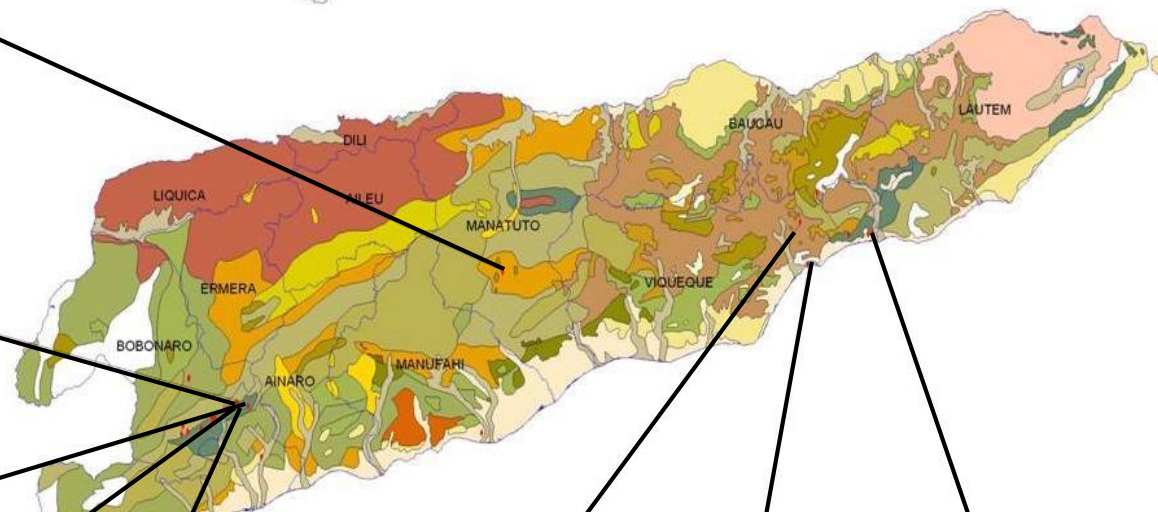 DILI
BAUCAU
LAUTEM
LIQUICA
AILEU
MANATUTO
ERMERA
VIQUEQUE
BOBONARO
AINARO
MANUFAHI